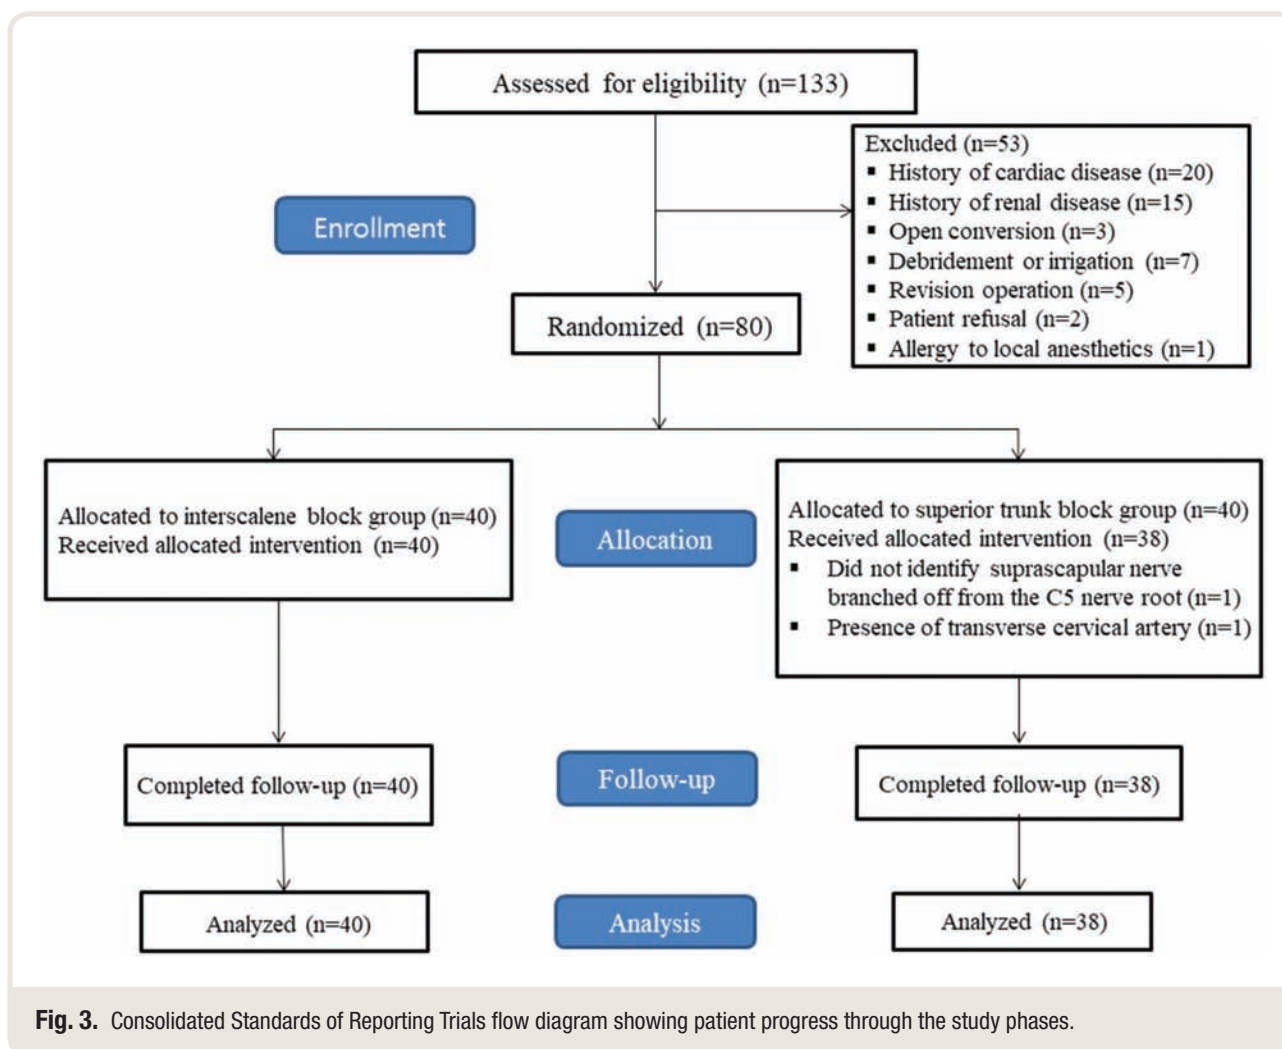 Assessed for eligibility (n=133)
Excluded (n=53)
▪ History of cardiac disease (n=20)
▪ History of renal disease (n=15)
▪ Open conversion (n=3)
▪ Debridement or irrigation (n=7)
▪ Revision operation (n=5)
▪ Patient refusal (n=2)
▪ Allergy to local anesthetics (n=1)
Enrollment
Randomized (n=80)
Allocated to interscalene block group (n=40)
Received allocated intervention (n=40)
Allocation
Allocated to superior trunk block group (n=40)
Received allocated intervention (n=38)
▪ Did not identify suprascapular nerve
branched off from the C5 nerve root (n=1)
▪ Presence of transverse cervical artery (n=1)
Completed follow-up (n=40)
Follow-up
Completed follow-up (n=38)
Analyzed (n=40)
Analysis
Analyzed (n=38)
Fig. 3. Consolidated Standards of Reporting Trials flow diagram showing patient progress through the study phases.